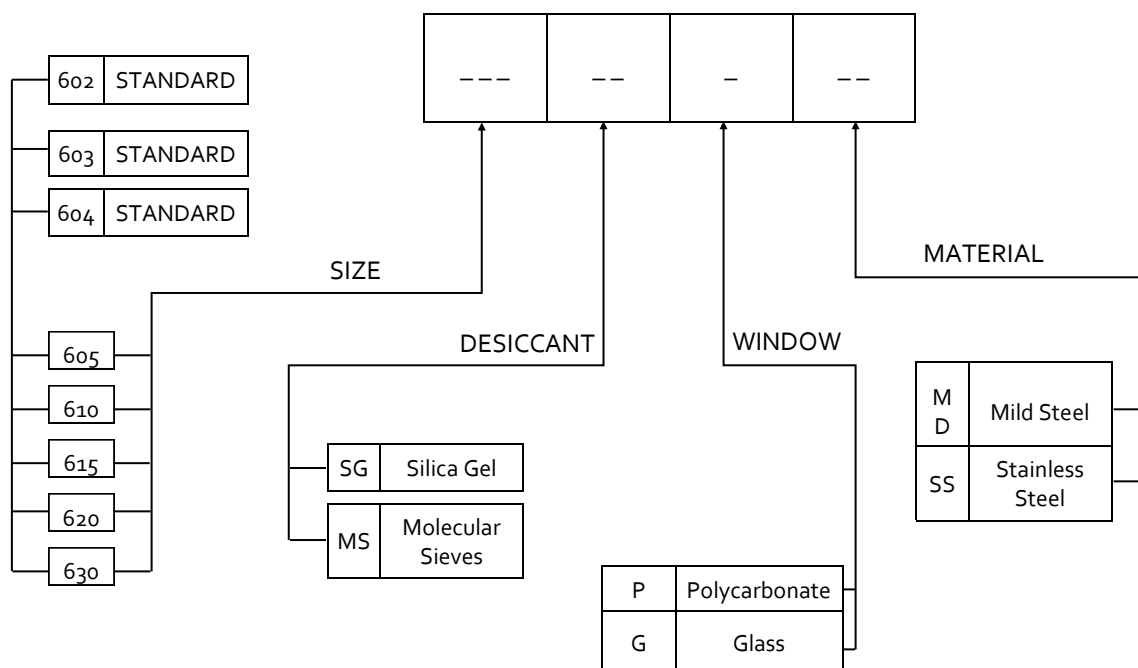 --- -- - --
602 STANDARD
603 STANDARD
604 STANDARD
MATERIAL
SIZE
DESICCANT
WINDOW
605
610
615
620
630
M
D
Mild Steel
SS
Stainless
Steel
SG Silica Gel
MS
Molecular
Sieves
P Polycarbonate
G Glass